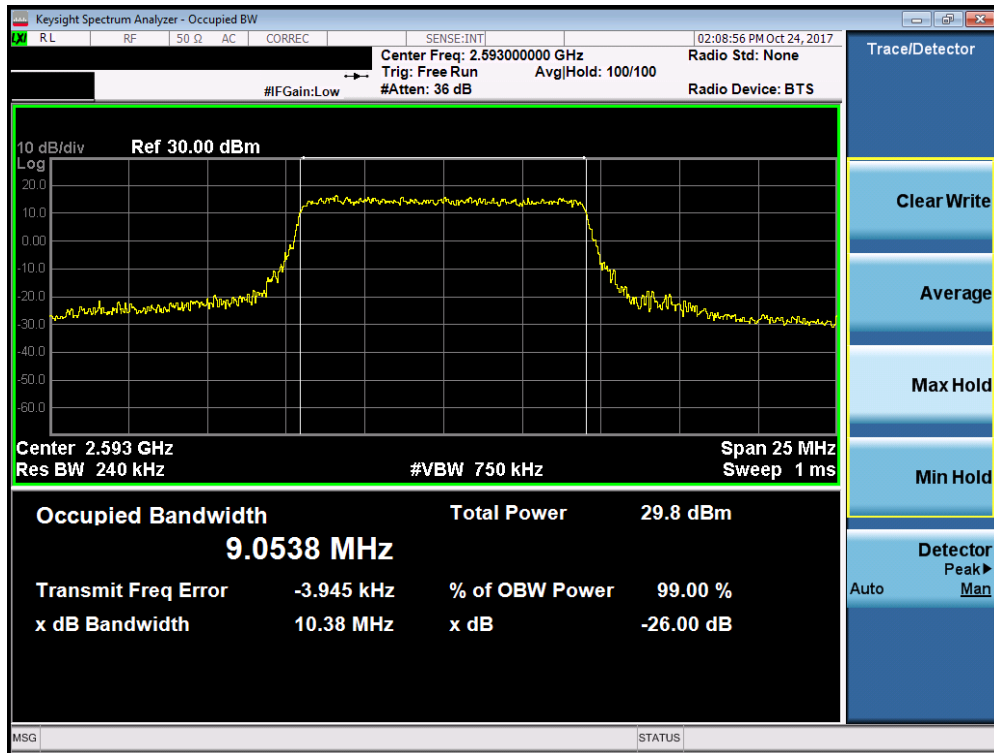 Keysight Spectrum Analyzer - Occupied BW
LXI RL RF 50 Ω AC CORREC SENSE:INT 02:08:56 PM Oct 24, 2017
Center Freq: 2.593000000 GHz Radio Std: None
Trig: Free Run Avg|Hold: 100/100
#IFGain:Low #Atten: 36 dB Radio Device: BTS
10 dB/div Ref 30.00 dBm
Log
20.0
10.0
0.00
-10.0
-20.0
-30.0
-40.0
-50.0
-60.0
Center 2.593 GHz Span 25 MHz
Res BW 240 kHz #VBW 750 kHz Sweep 1 ms
Occupied Bandwidth Total Power 29.8 dBm
9.0538 MHz
Transmit Freq Error -3.945 kHz % of OBW Power 99.00 %
x dB Bandwidth 10.38 MHz x dB -26.00 dB
MSG STATUS
Trace/Detector
Clear Write
Average
Max Hold
Min Hold
Detector
Peak▶
Auto Man